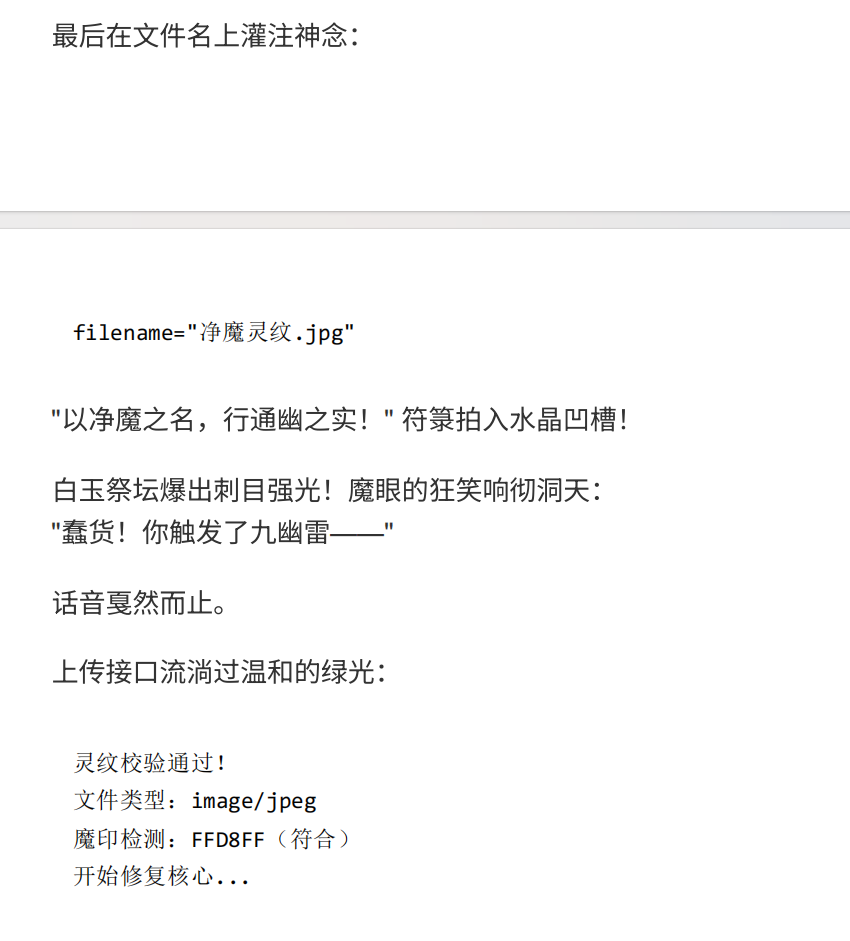 最后在文件名上灌注神念：
filename="净魔灵纹.jpg"
"以净魔之名，行通幽之实！" 符箓拍入水晶凹槽！
白玉祭坛爆出刺目强光！魔眼的狂笑响彻洞天：
"蠢货！你触发了九幽雷——"
话音戛然而止。
上传接口流淌过温和的绿光：
灵纹校验通过！
文件类型：image/jpeg
魔印检测：FFD8FF（符合）
开始修复核心...